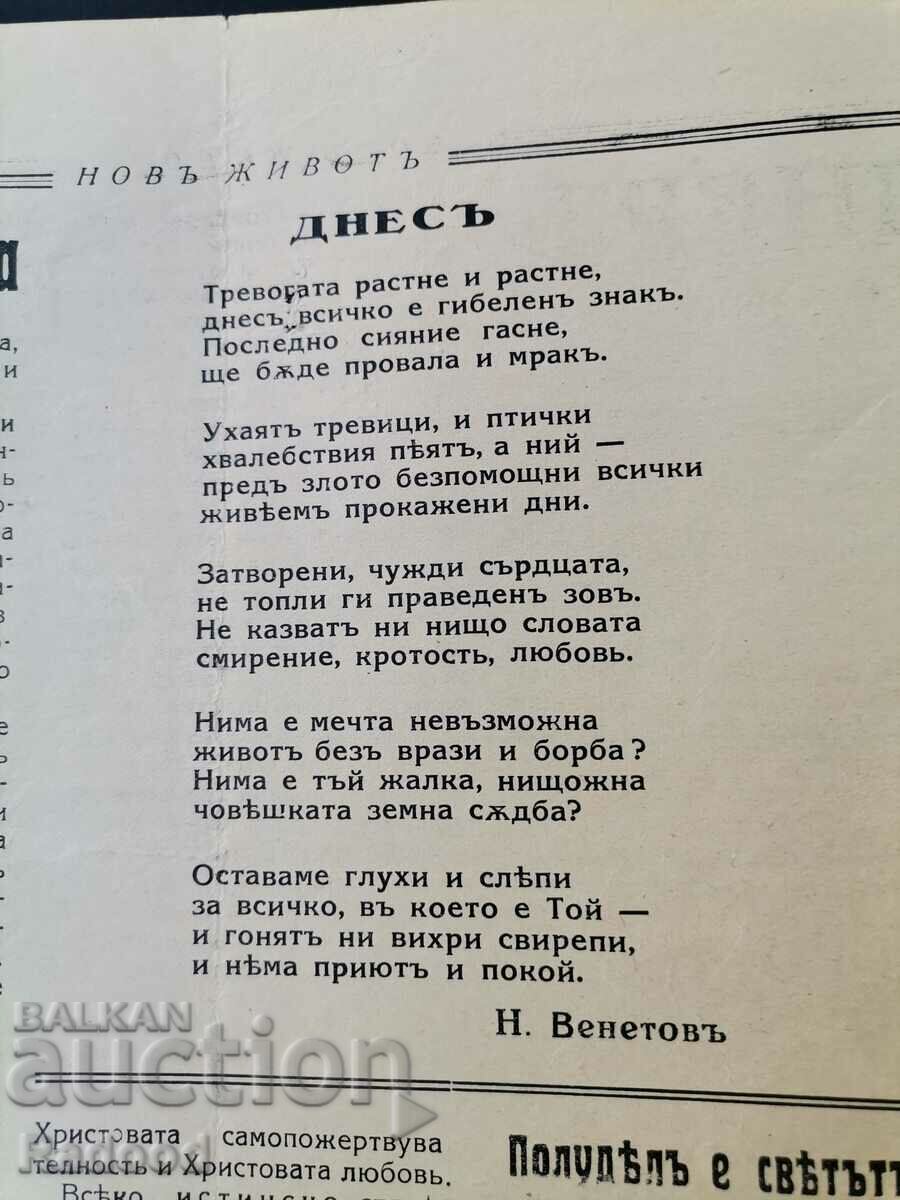 НОВЪ ЖИВОТЪ
ДНЕСЪ
Тревогата растне и растне,
днесъ, всичко е гибеленъ знакъ.
Последно сияние гасне,
ще бѫде провала и мракъ.
Ухаятъ тревици, и птички
хвалебствия пѣятъ, а ний —
предъ злото безпомощни всички
живѣемъ прокажени дни.
Затворени, чужди сърдцата,
не топли ги праведенъ зовъ.
Не казватъ ни нищо словата
смирение, кротость, любовь.
Нима е мечта невъзможна
животъ безъ врази и борба?
Нима е тъй жалка, нищожна
човѣшката земна сѫдба?
Оставаме глухи и слѣпи
за всичко, въ което е Той —
и гонятъ ни вихри свирепи,
и нѣма приютъ и покой.
Н. Венетовъ
BALKAN
auction
Radood
Христовата самопожертвува
телность и Христовата любовь.
Всѣко истинско
Полудѣлъ е свѣтътъ